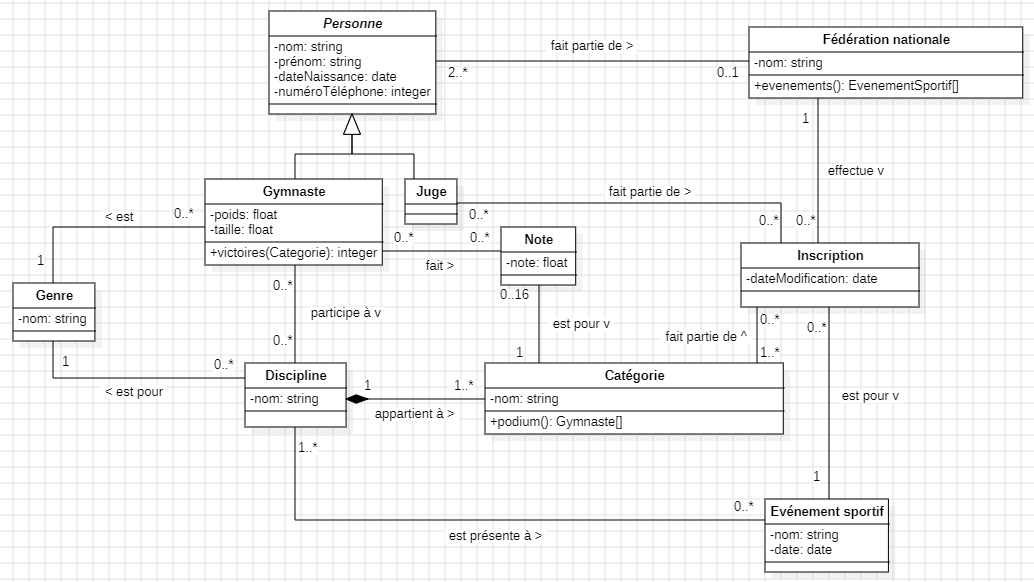 Personne
-nom: string
-prénom: string
-dateNaissance: date
-numéroTéléphone: integer
fait partie de >
2..*
0..1
Fédération nationale
-nom: string
+evenements(): EvenementSportif[]
1
effectue v
0..*
Gymnaste
-poids: float
-taille: float
+victoires(Categorie): integer
Juge
0..*
fait partie de >
0..*
< est
0..*
1
0..*
fait >
0..*
Note
-note: float
0..16
est pour v
1
Inscription
-dateModification: date
Genre
-nom: string
1
< est pour
0..*
0..*
participe à v
0..*
Discipline
-nom: string
1
appartient à >
1..*
Catégorie
-nom: string
+podium(): Gymnaste[]
0..*
fait partie de ^
1..*
0..*
est pour v
1
1..*
est présente à >
0..*
Evénement sportif
-nom: string
-date: date